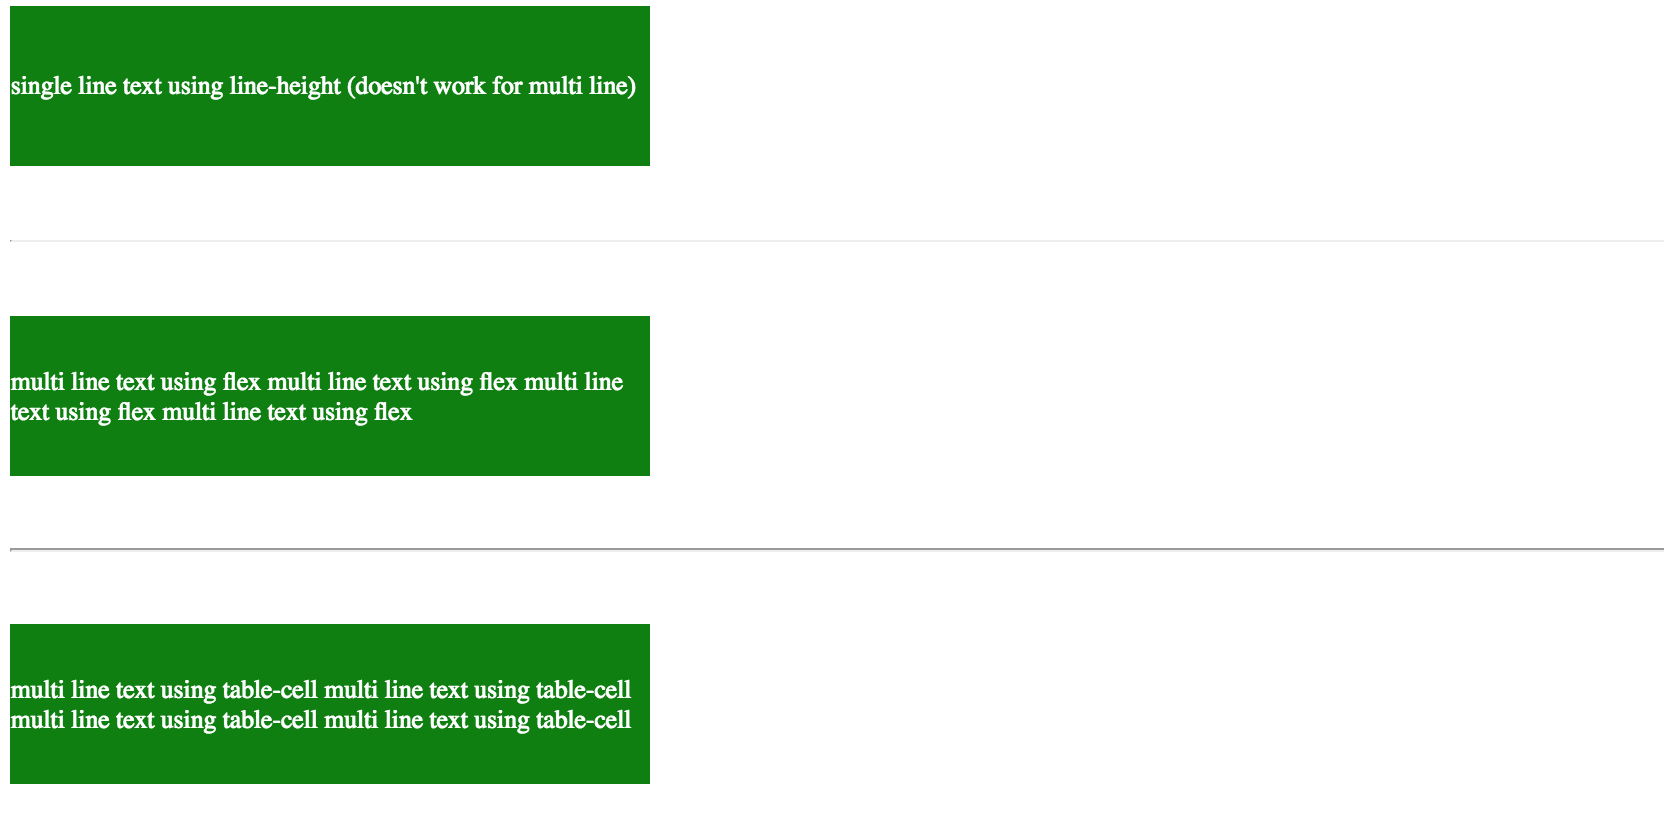 single line text using line-height (doesn't work for multi line)
multi line text using flex multi line text using flex multi line
text using flex multi line text using flex
multi line text using table-cell multi line text using table-cell
multi line text using table-cell multi line text using table-cell